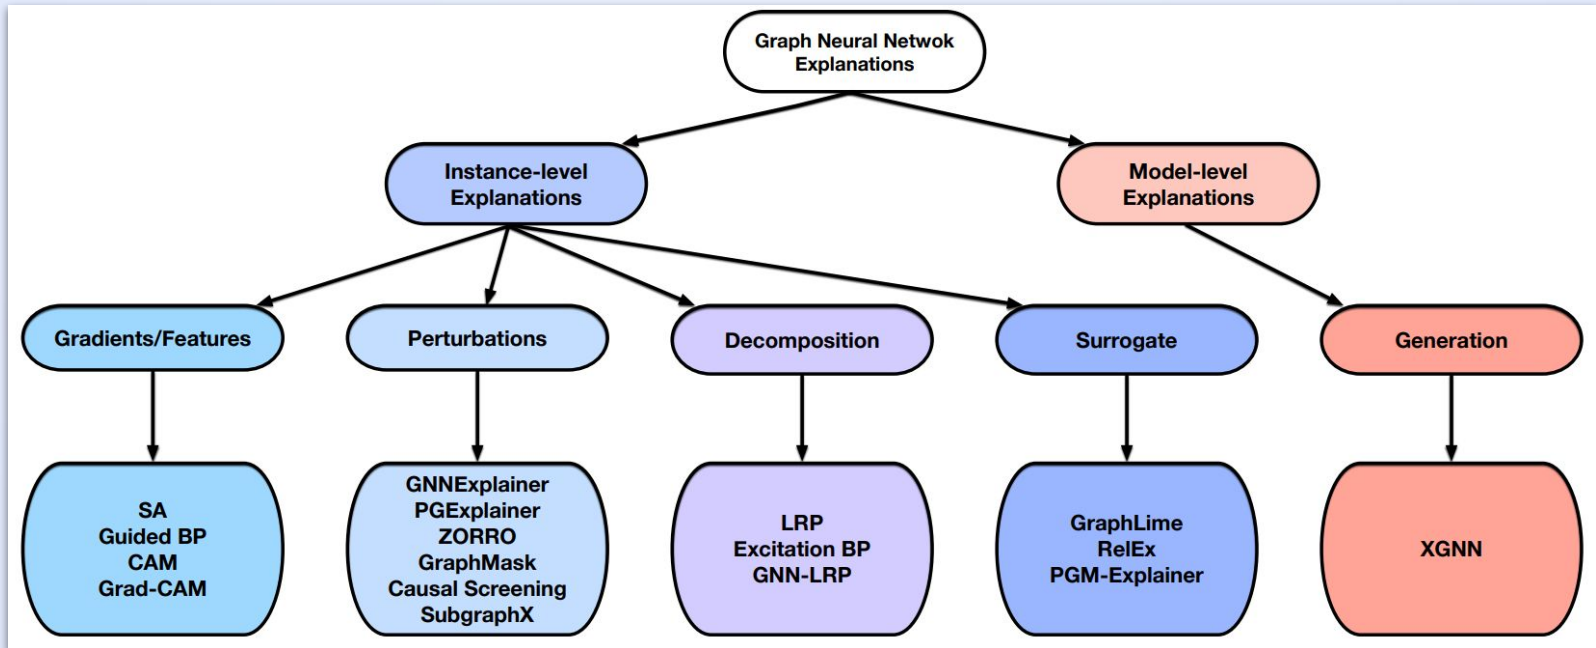 Graph Neural Netwok
Explanations
Instance-level
Explanations
Model-level
Explanations
Gradients/Features
Perturbations
Decomposition
Surrogate
Generation
SA
Guided BP
CAM
Grad-CAM
GNNExplainer
PGExplainer
ZORRO
GraphMask
Causal Screening
SubgraphX
LRP
Excitation BP
GNN-LRP
GraphLime
RelEx
PGM-Explainer
XGNN